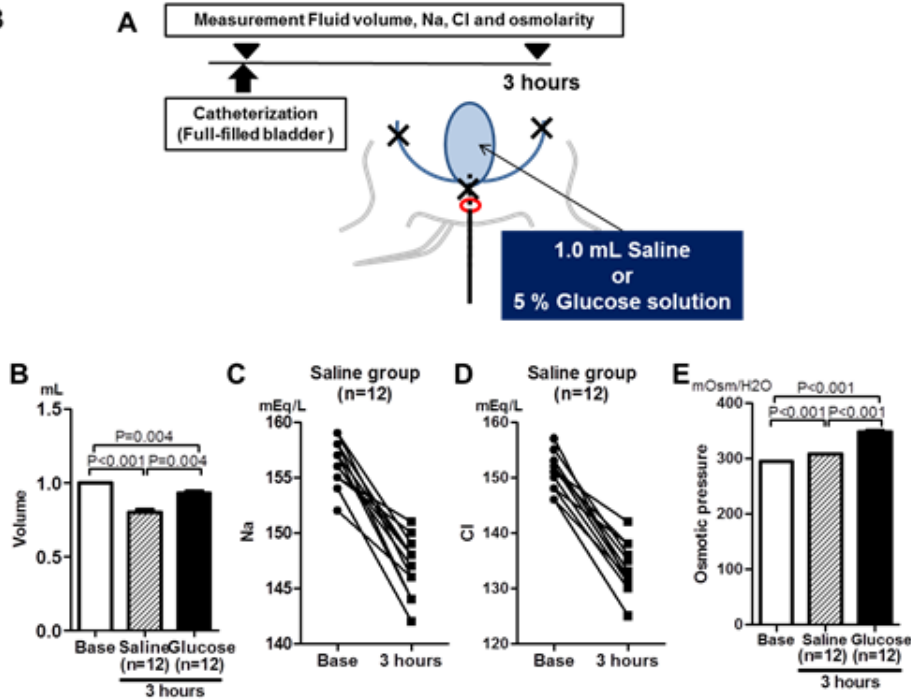 A
Measurement Fluid volume, Na, Cl and osmolarity
3 hours
Catheterization
(Full-filled bladder )
1.0 mL Saline
or
5 % Glucose solution
B
mL
Volume
1.5
1.0
0.5
0.0
P=0.004
P<0.001
P=0.004
Base
Saline
Glucose
(n=12)
(n=12)
3 hours
C
Saline group
(n=12)
mEq/L
Na
160
155
150
145
140
Base
3 hours
D
Saline group
(n=12)
mEq/L
Cl
160
150
140
130
120
Base
3 hours
E
mOsm/H2O
Osmotic pressure
400
300
200
100
0
P<0.001
P<0.001
P<0.001
Base
Saline
Glucose
(n=12)
(n=12)
3 hours